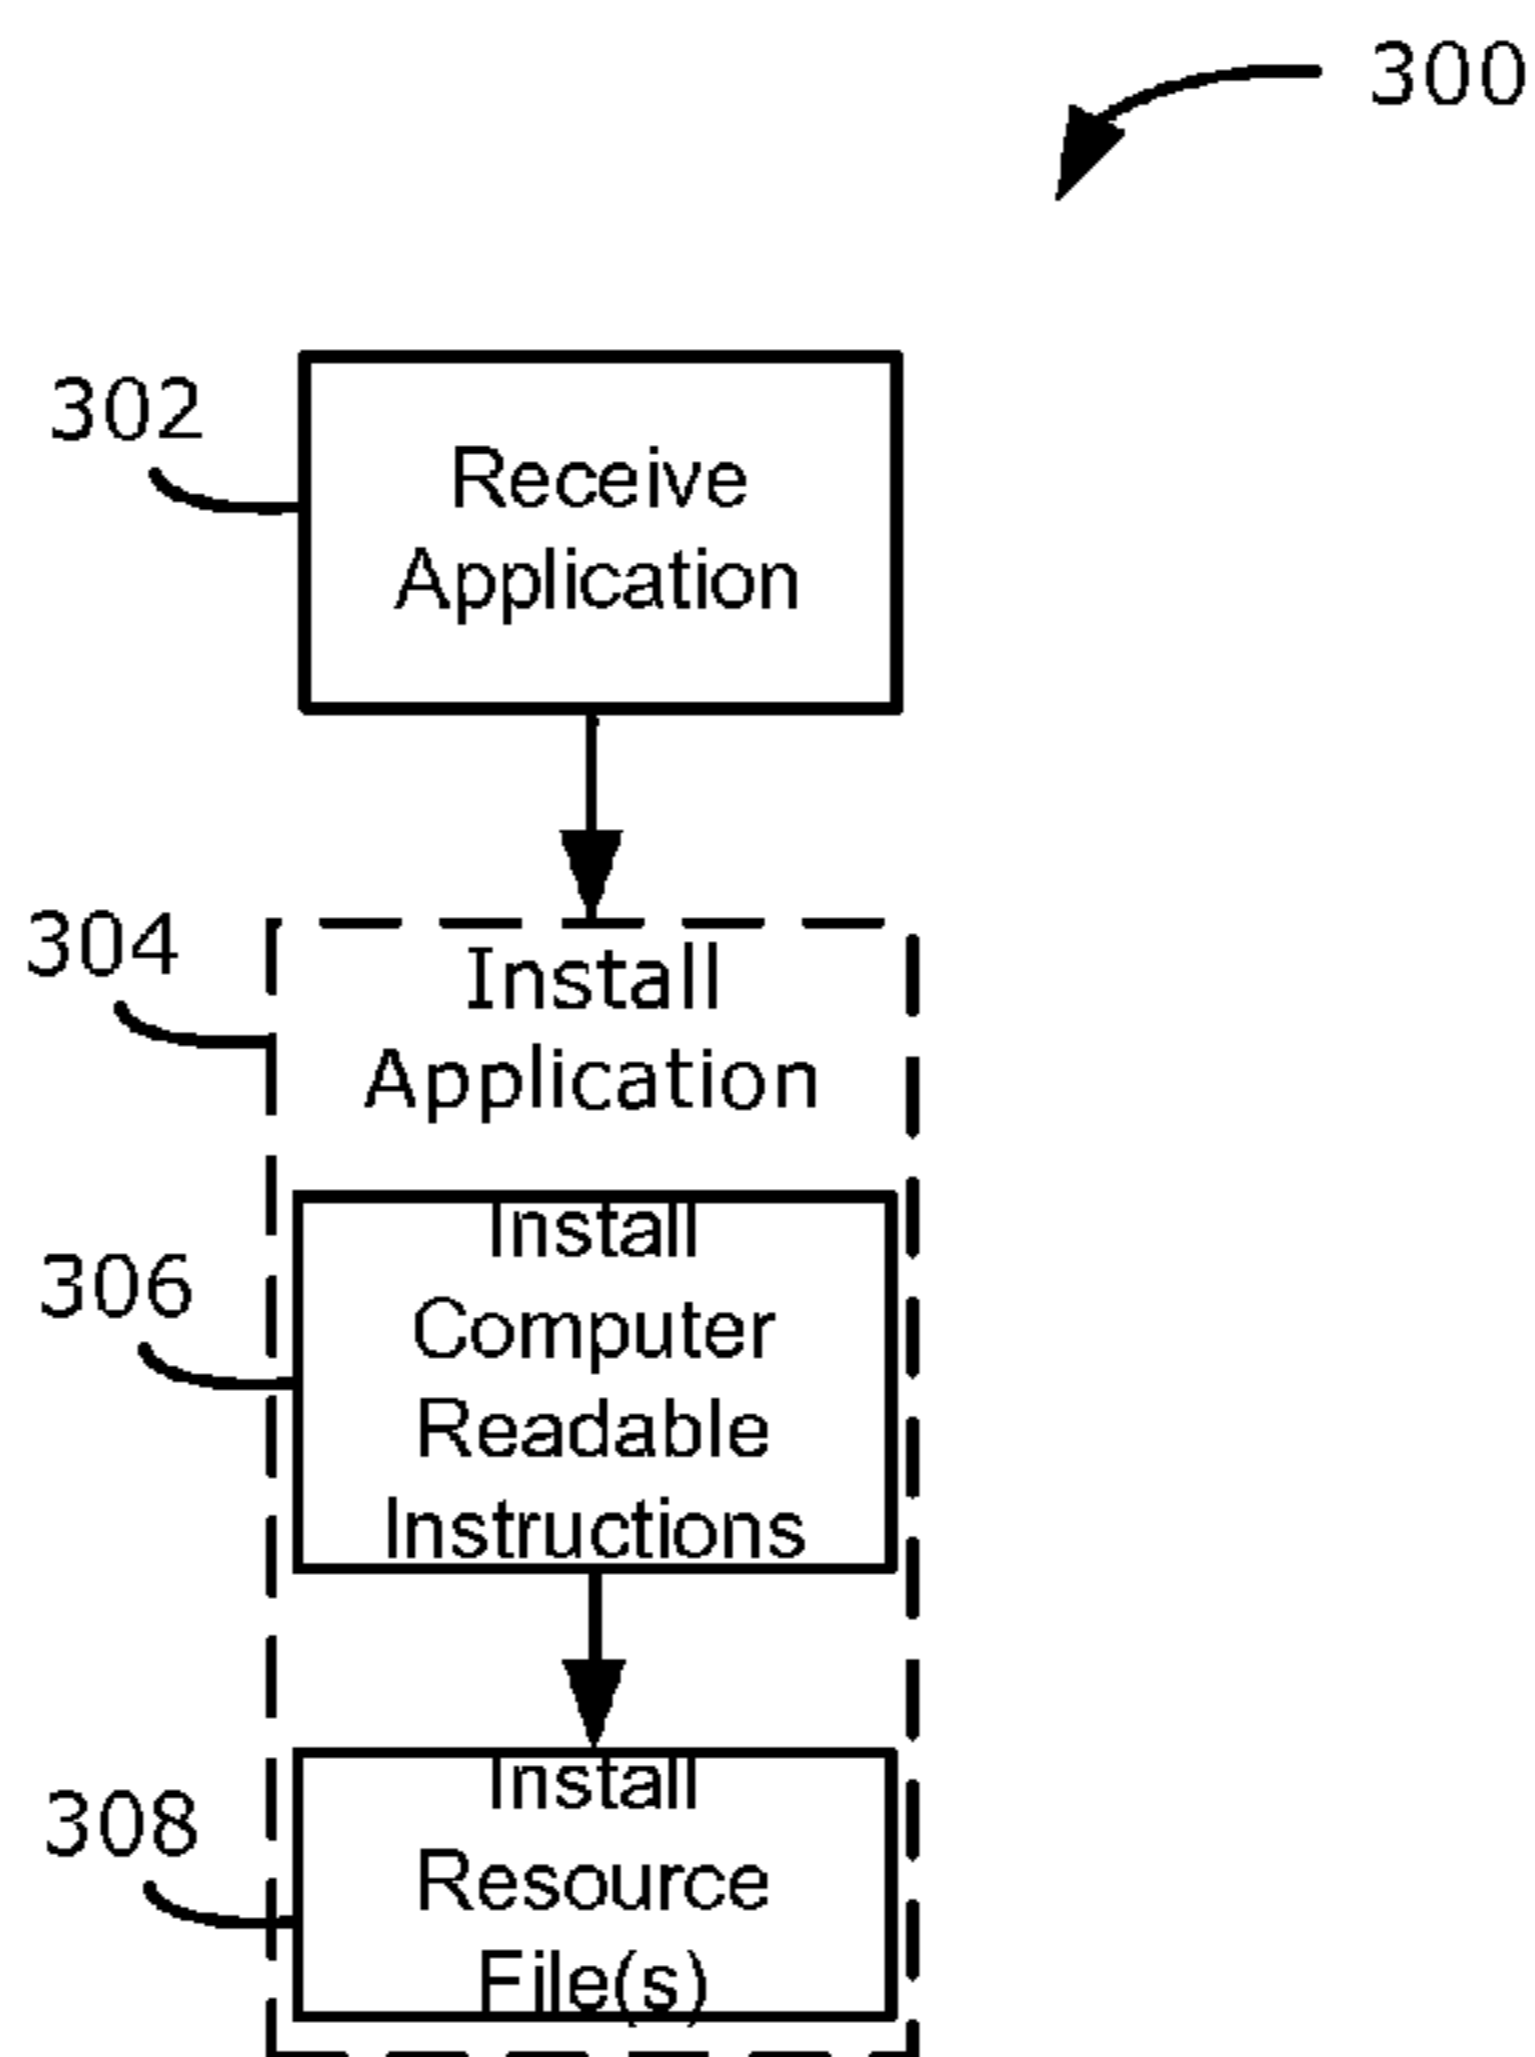 300
302
Receive
Application
304
Install
Application
306
Install
Computer
Readable
Instructions
308
Install
Resource
File(s)